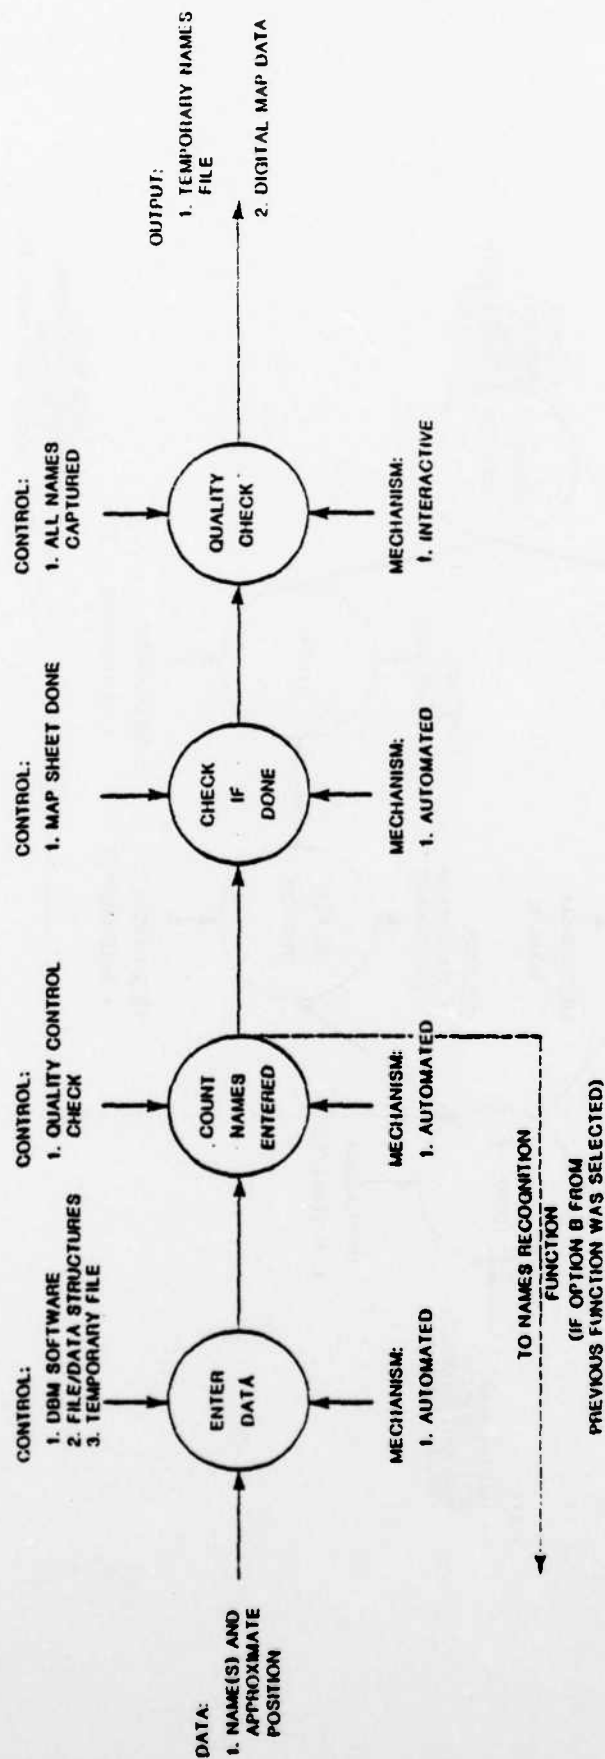 DATA:
1. NAME(S) AND
APPROXIMATE
POSITION
CONTROL:
1. DBM SOFTWARE
2. FILE/DATA STRUCTURES
3. TEMPORARY FILE
ENTER
DATA
MECHANISM:
1. AUTOMATED
CONTROL:
1. QUALITY CONTROL
CHECK
COUNT
NAMES
ENTERED
MECHANISM:
1. AUTOMATED
CONTROL:
1. MAP SHEET DONE
CHECK
IF
DONE
MECHANISM:
1. AUTOMATED
CONTROL:
1. ALL NAMES
CAPTURED
QUALITY
CHECK
MECHANISM:
1. INTERACTIVE
OUTPUT:
1. TEMPORARY NAMES
FILE
2. DIGITAL MAP DATA
TO NAMES RECOGNITION
FUNCTION
(IF OPTION B FROM
PREVIOUS FUNCTION WAS SELECTED)